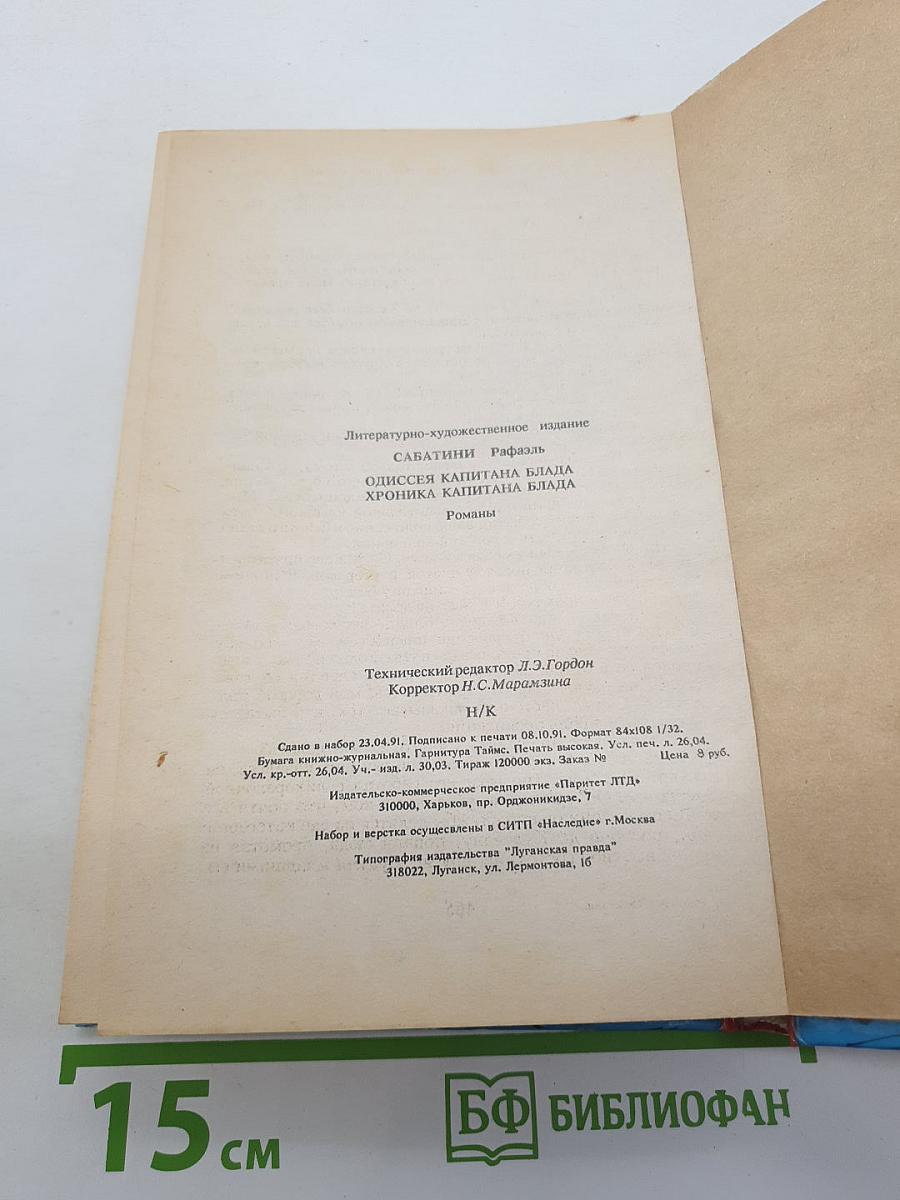 Литературно-художественное издание
САБАТИНИ Рафаэль
ОДИССЕЯ КАПИТАНА БЛАДА
ХРОНИКА КАПИТАНА БЛАДА
Романы
Технический редактор Л.Э.Гордон
Корректор Н.С.Марамзина
Н/К
Сдано в набор 23.04.91. Подписано к печати 08.10.91. Формат 84х108 1/32.
Бумага книжно-журнальная. Гарнитура Таймс. Печать высокая. Усл. печ. л. 26,04.
Усл. кр.-отт. 26,04. Уч.- изд. л. 30,03. Тираж 120000 экз. Заказ № Цена 8 руб.
Издательско-коммерческое предприятие «Паритет ЛТД»
310000, Харьков, пр. Орджоникидзе, 7
Набор и верстка осущесвлены в СИТП «Наследие» г.Москва
Типография издательства "Луганская правда"
318022, Луганск, ул. Лермонтова, 1б
15 см
БФ БИБЛИОФАН